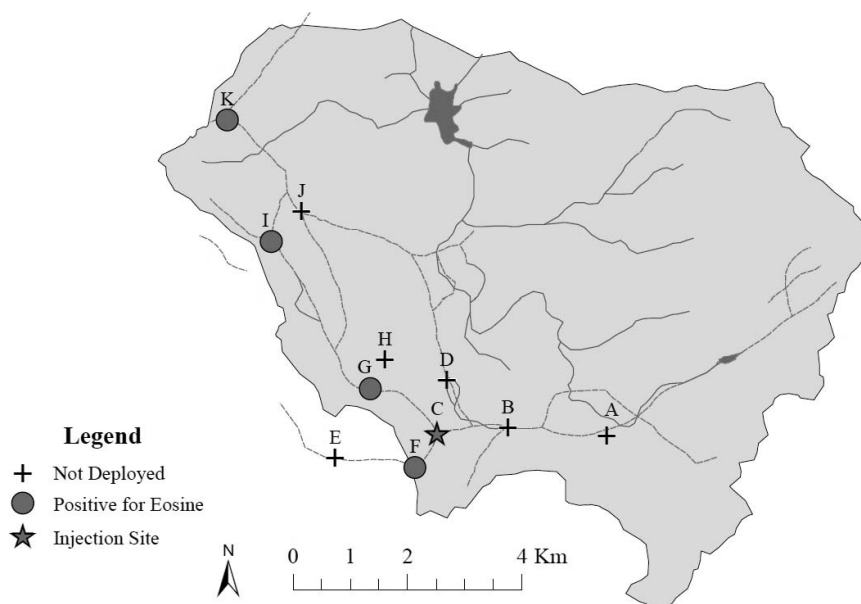 K
J
I
H
D
G
C
B
A
E
F
Legend
Not Deployed
Positive for Eosine
Injection Site
N
0 1 2 4 Km